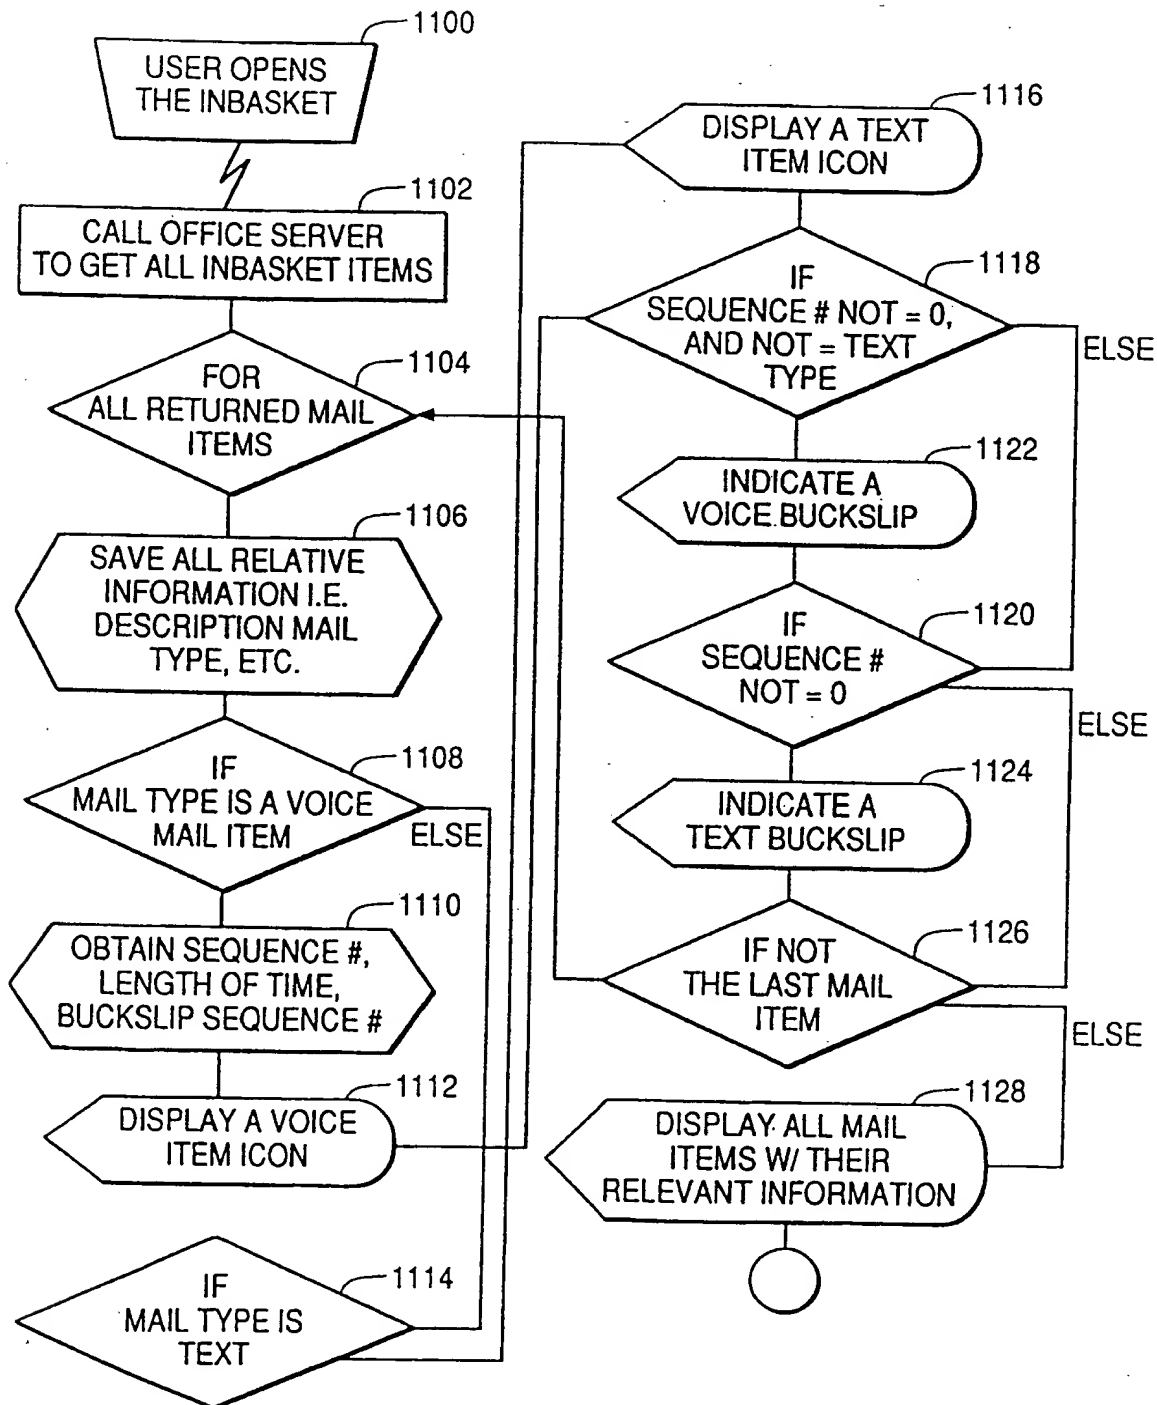 1100
USER OPENS
THE INBASKET
1102
CALL OFFICE SERVER
TO GET ALL INBASKET ITEMS
1104
FOR
ALL RETURNED MAIL
ITEMS
1106
SAVE ALL RELATIVE
INFORMATION I.E.
DESCRIPTION MAIL
TYPE, ETC.
1108
IF
MAIL TYPE IS A VOICE
MAIL ITEM
ELSE
1110
OBTAIN SEQUENCE #,
LENGTH OF TIME,
BUCKSLIP SEQUENCE #
1112
DISPLAY A VOICE
ITEM ICON
1114
IF
MAIL TYPE IS
TEXT
1116
DISPLAY A TEXT
ITEM ICON
1118
IF
SEQUENCE # NOT = 0,
AND NOT = TEXT
TYPE
ELSE
1122
INDICATE A
VOICE BUCKSLIP
1120
IF
SEQUENCE #
NOT = 0
ELSE
1124
INDICATE A
TEXT BUCKSLIP
1126
IF NOT
THE LAST MAIL
ITEM
ELSE
1128
DISPLAY ALL MAIL
ITEMS W/ THEIR
RELEVANT INFORMATION